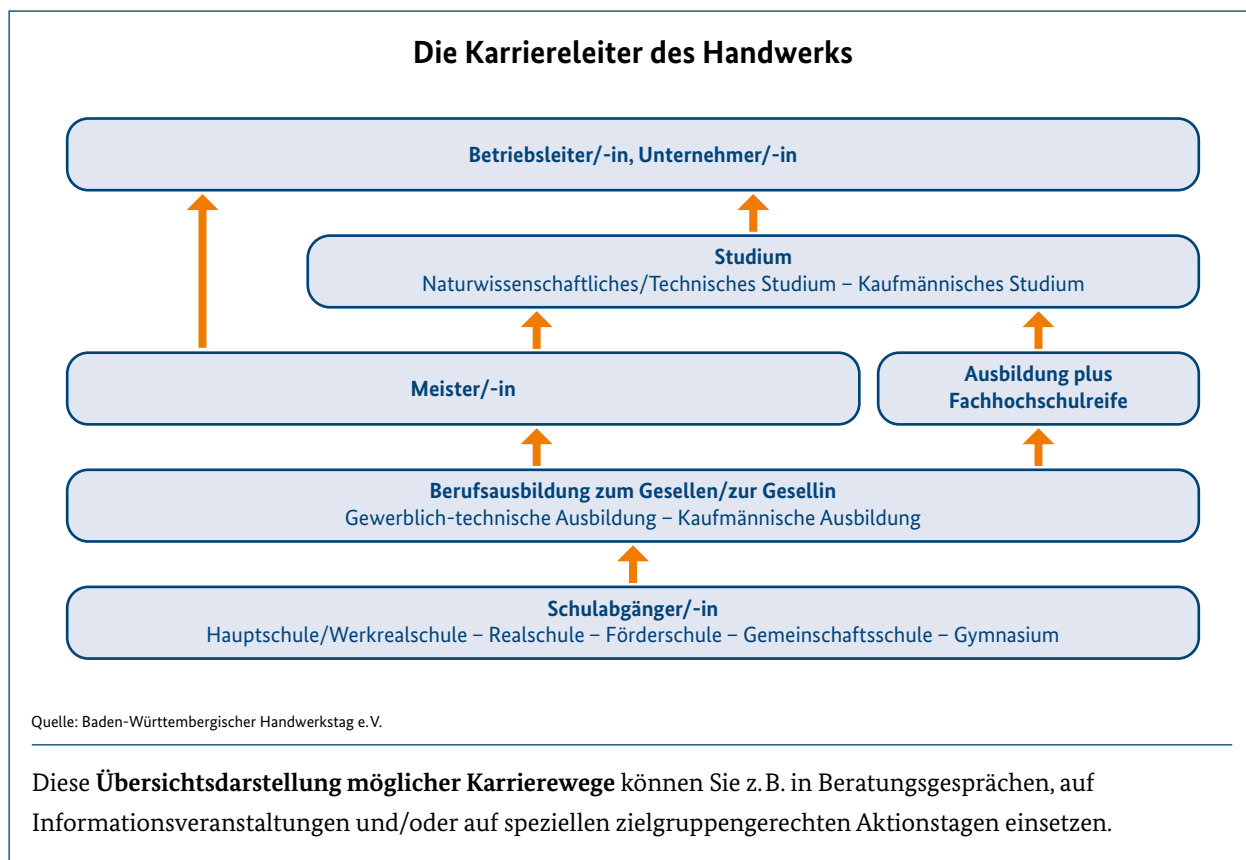 Die Karriereleiter des Handwerks
Betriebsleiter/-in, Unternehmer/-in
Studium
Naturwissenschaftliches/Technisches Studium – Kaufmännisches Studium
Meister/-in
Ausbildung plus
Fachhochschulreife
Berufsausbildung zum Gesellen/zur Gesellin
Gewerblich-technische Ausbildung – Kaufmännische Ausbildung
Schulabgänger/-in
Hauptschule/Werkrealschule – Realschule – Förderschule – Gemeinschaftsschule – Gymnasium
Quelle: Baden-Württembergischer Handwerkstag e.V.
Diese Übersichtsdarstellung möglicher Karrierewege können Sie z.B. in Beratungsgesprächen, auf
Informationsveranstaltungen und/oder auf speziellen zielgruppengerechten Aktionstagen einsetzen.